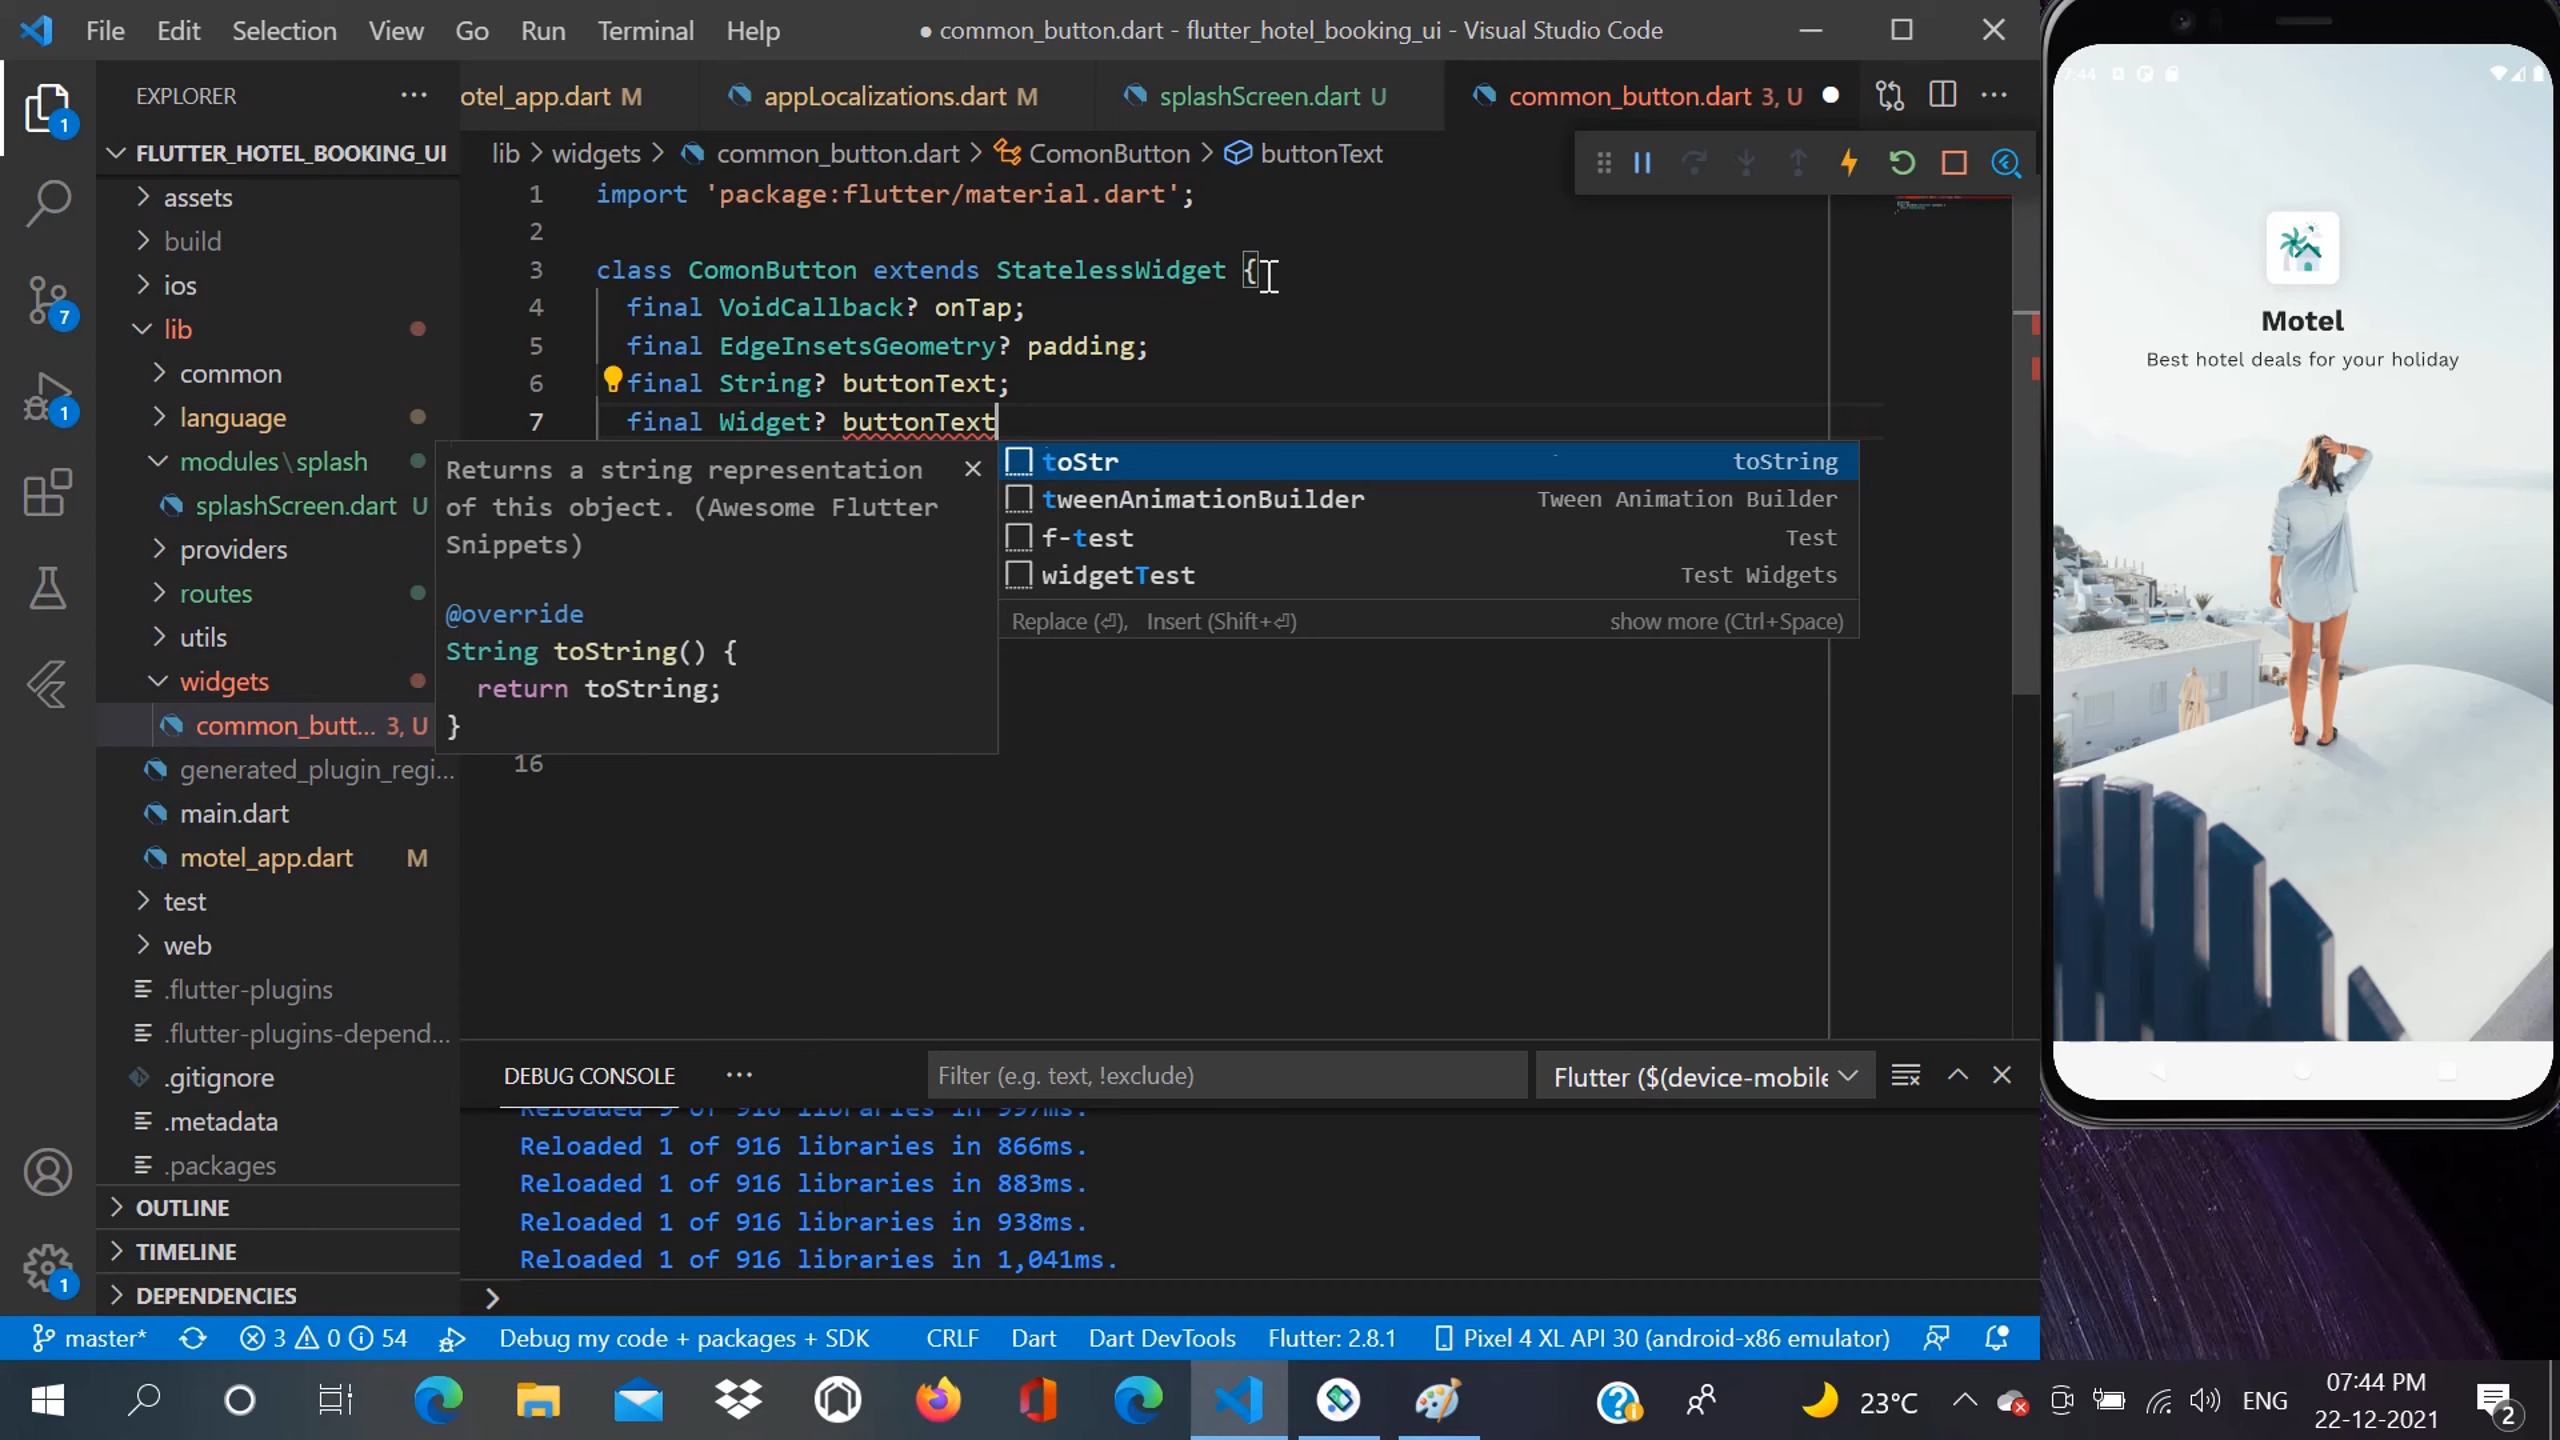 File Edit Selection View Go Run Terminal Help
● common_button.dart - flutter_hotel_booking_ui - Visual Studio Code
EXPLORER
otel_app.dart M
appLocalizations.dart M
splashScreen.dart U
common_button.dart 3, U
FLUTTER_HOTEL_BOOKING_UI
lib > widgets > common_button.dart > ComonButton > buttonText
assets
build
ios
lib
common
language
modules\splash
splashScreen.dart U
providers
routes
utils
widgets
common_butt... 3, U
generated_plugin_regi...
main.dart
motel_app.dart M
test
web
.flutter-plugins
.flutter-plugins-depend...
.gitignore
.metadata
.packages
OUTLINE
TIMELINE
DEPENDENCIES
1 import 'package:flutter/material.dart';
2
3 class ComonButton extends StatelessWidget {
4 final VoidCallback? onTap;
5 final EdgeInsetsGeometry? padding;
6 final String? buttonText;
7 final Widget? buttonText
16
Returns a string representation
of this object. (Awesome Flutter
Snippets)
@override
String toString() {
return toString;
}
toStr toString
tweenAnimationBuilder Tween Animation Builder
f-test Test
widgetTest Test Widgets
Replace (⏎), Insert (Shift+⏎) show more (Ctrl+Space)
DEBUG CONSOLE
Filter (e.g. text, !exclude)
Flutter ($(device-mobile
Reloaded 1 of 916 libraries in 866ms.
Reloaded 1 of 916 libraries in 883ms.
Reloaded 1 of 916 libraries in 938ms.
Reloaded 1 of 916 libraries in 1,041ms.
1
7
1
1
master* 3 0 54 Debug my code + packages + SDK CRLF Dart Dart DevTools Flutter: 2.8.1 Pixel 4 XL API 30 (android-x86 emulator)
Motel
Best hotel deals for your holiday
23°C
ENG
07:44 PM
22-12-2021
2